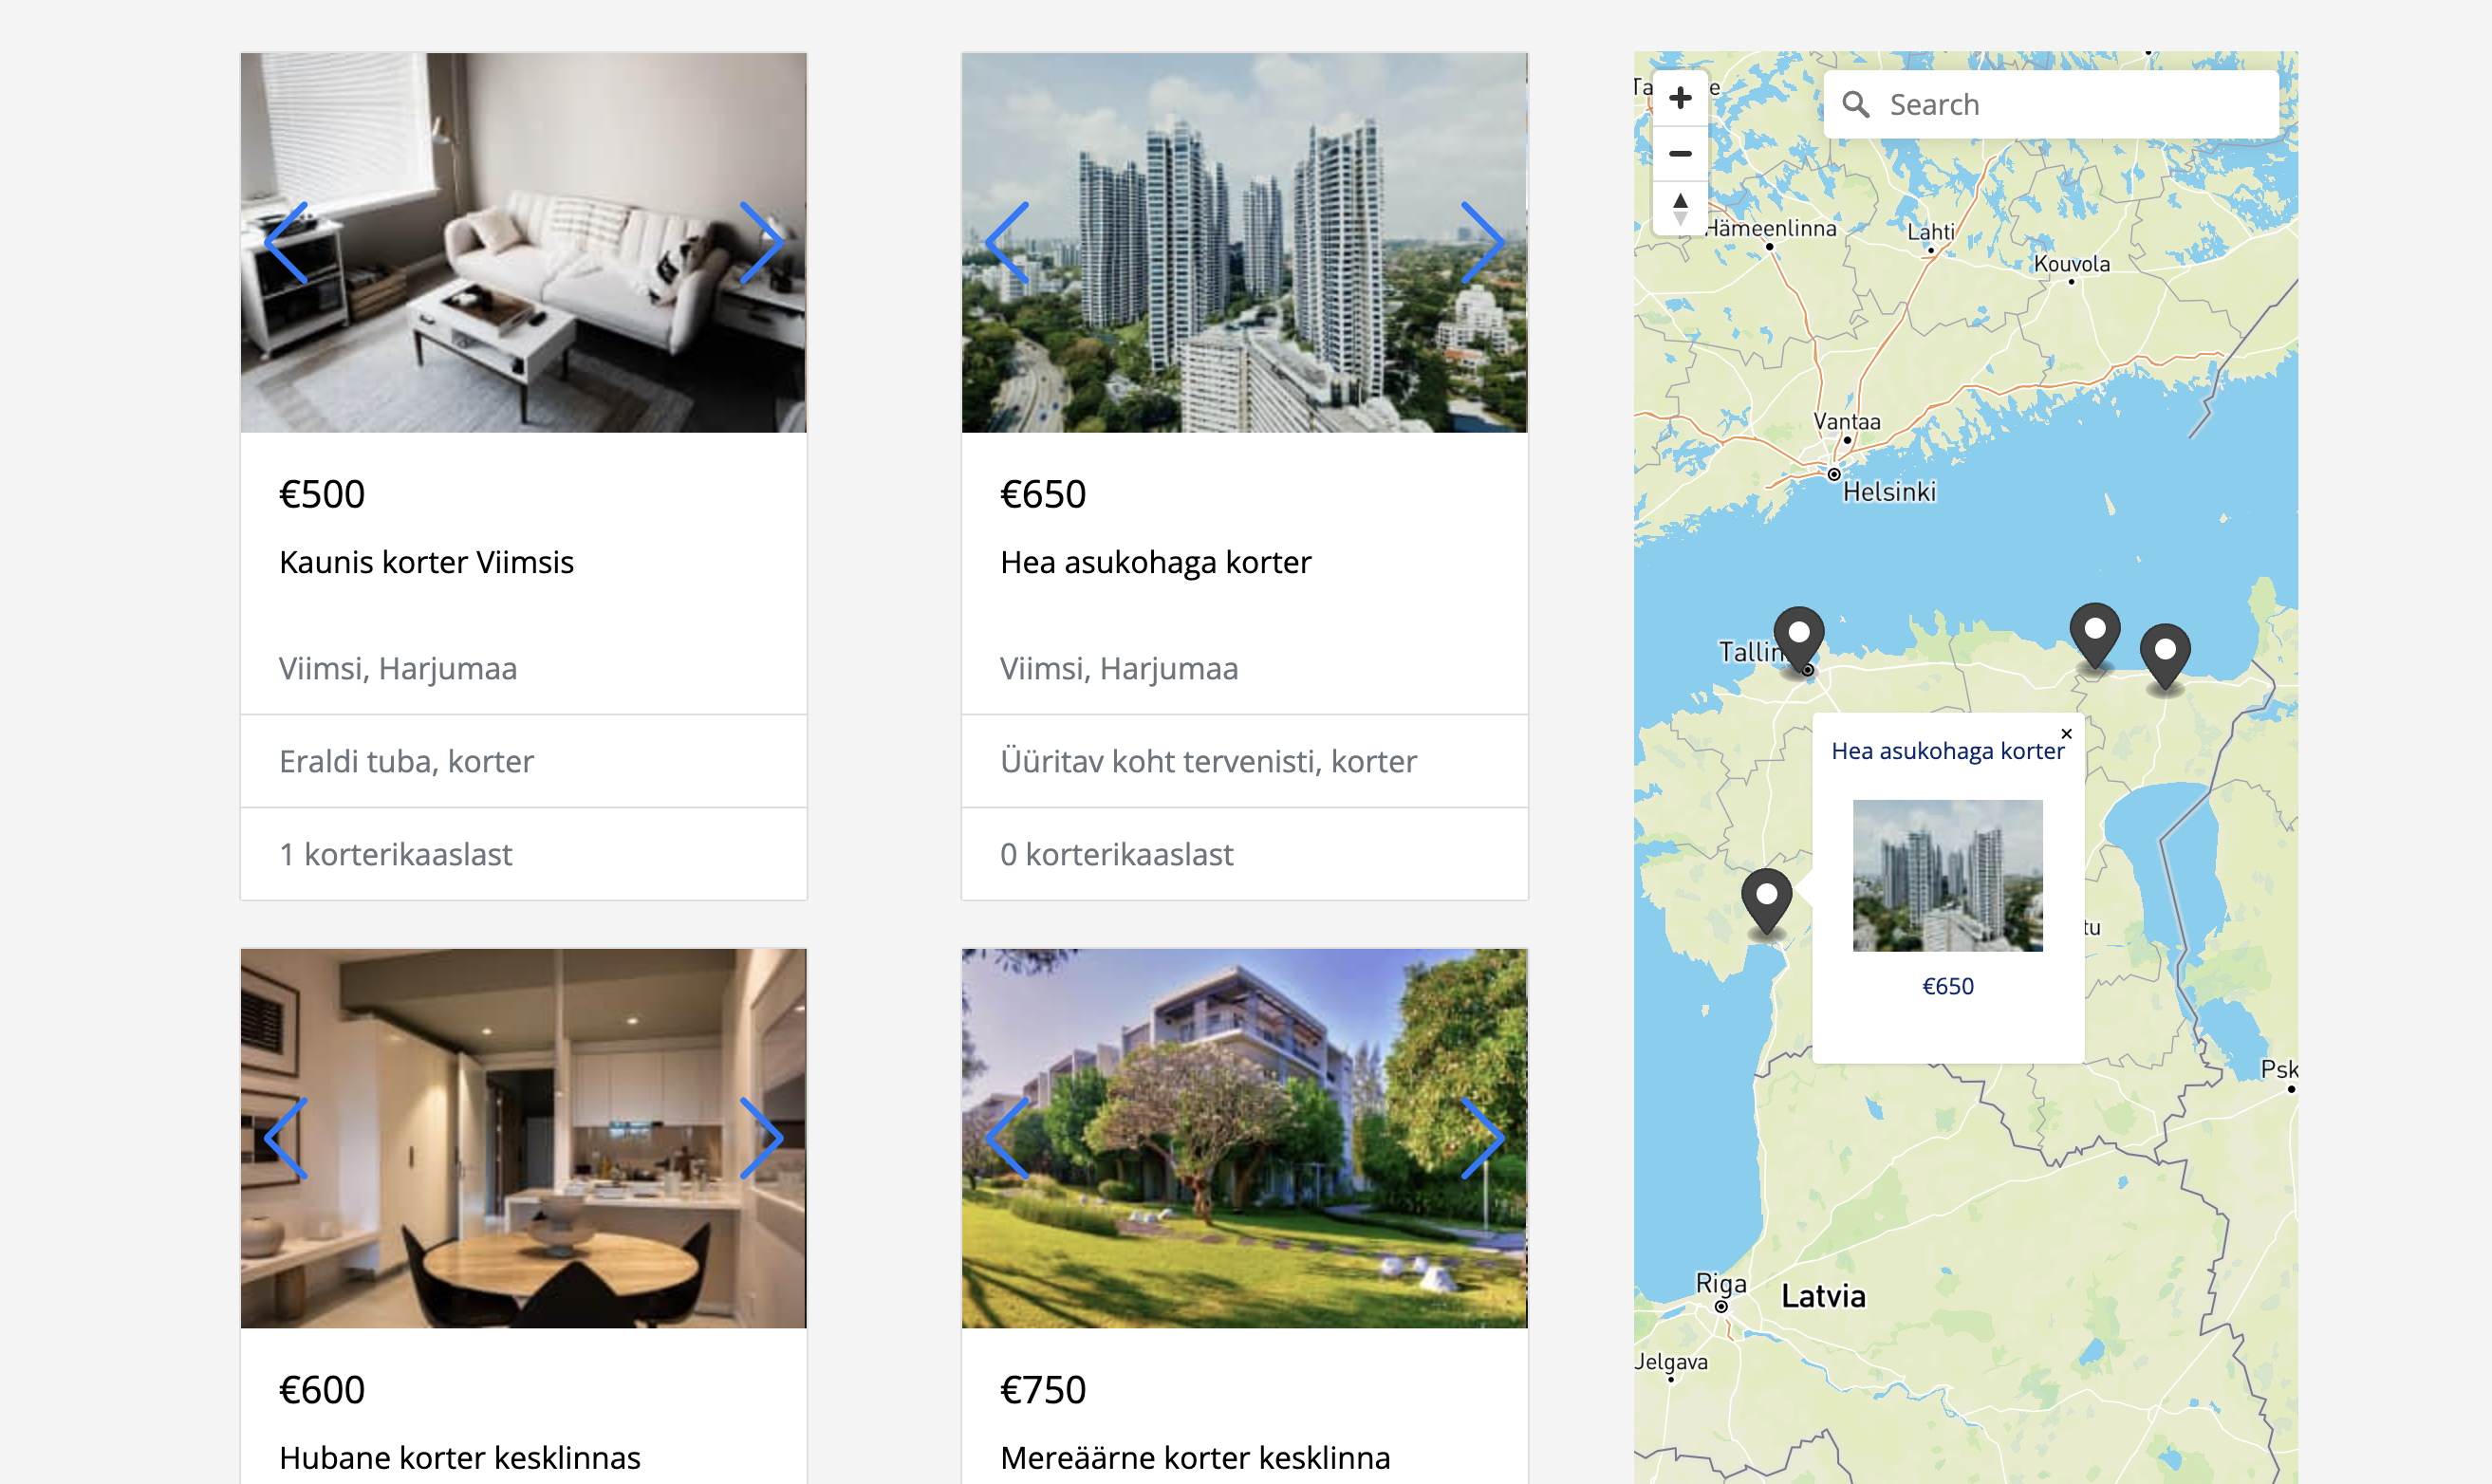 €500
Kaunis korter Viimsis
Viimsi, Harjumaa
Eraldi tuba, korter
1 korterikaaslast
€650
Hea asukohaga korter
Viimsi, Harjumaa
Üüritav koht tervenisti, korter
0 korterikaaslast
€600
Hubane korter kesklinnas
€750
Mereäärne korter kesklinna
Search
Hämeenlinna
Lahti
Kouvola
Vantaa
Helsinki
Tallin
×
Hea asukohaga korter
€650
tu
Psk
Riga
Latvia
Jelgava